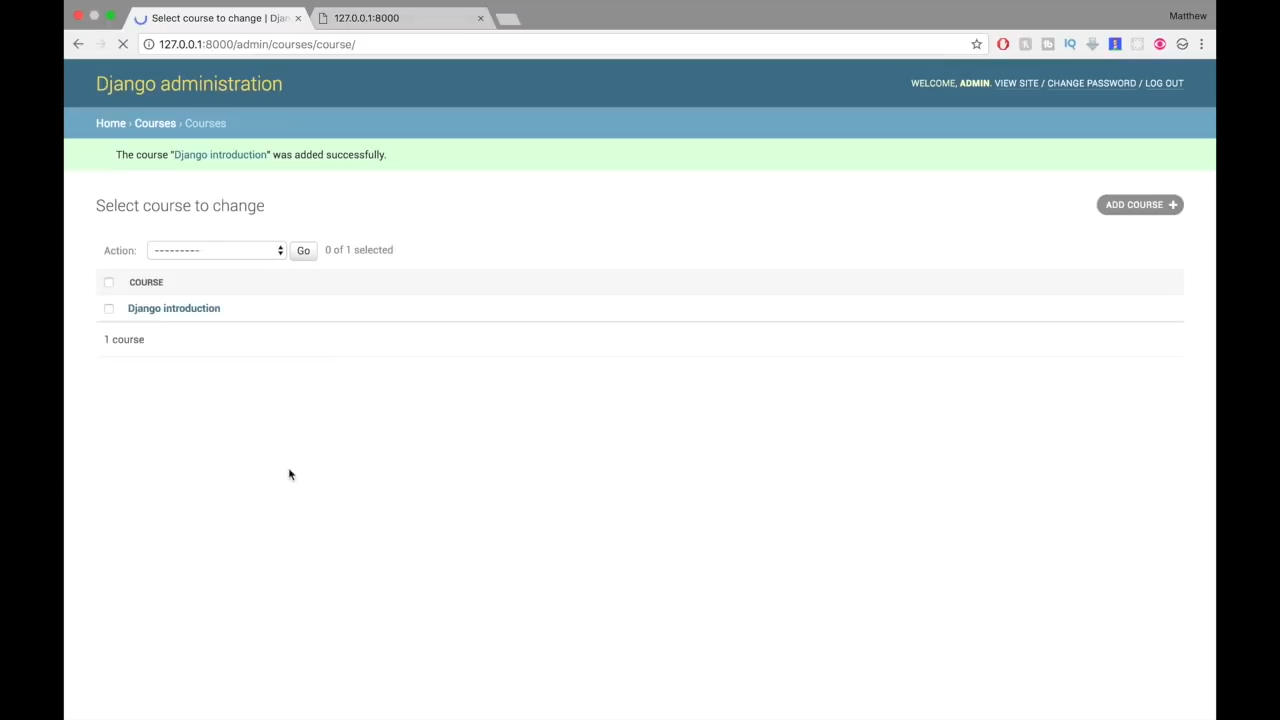 Select course to change | Djan
127.0.0.1:8000
Matthew
127.0.0.1:8000/admin/courses/course/
Django administration
WELCOME, ADMIN. VIEW SITE / CHANGE PASSWORD / LOG OUT
Home › Courses › Courses
The course "Django introduction" was added successfully.
Select course to change
ADD COURSE +
Action: --------- Go 0 of 1 selected
COURSE
Django introduction
1 course